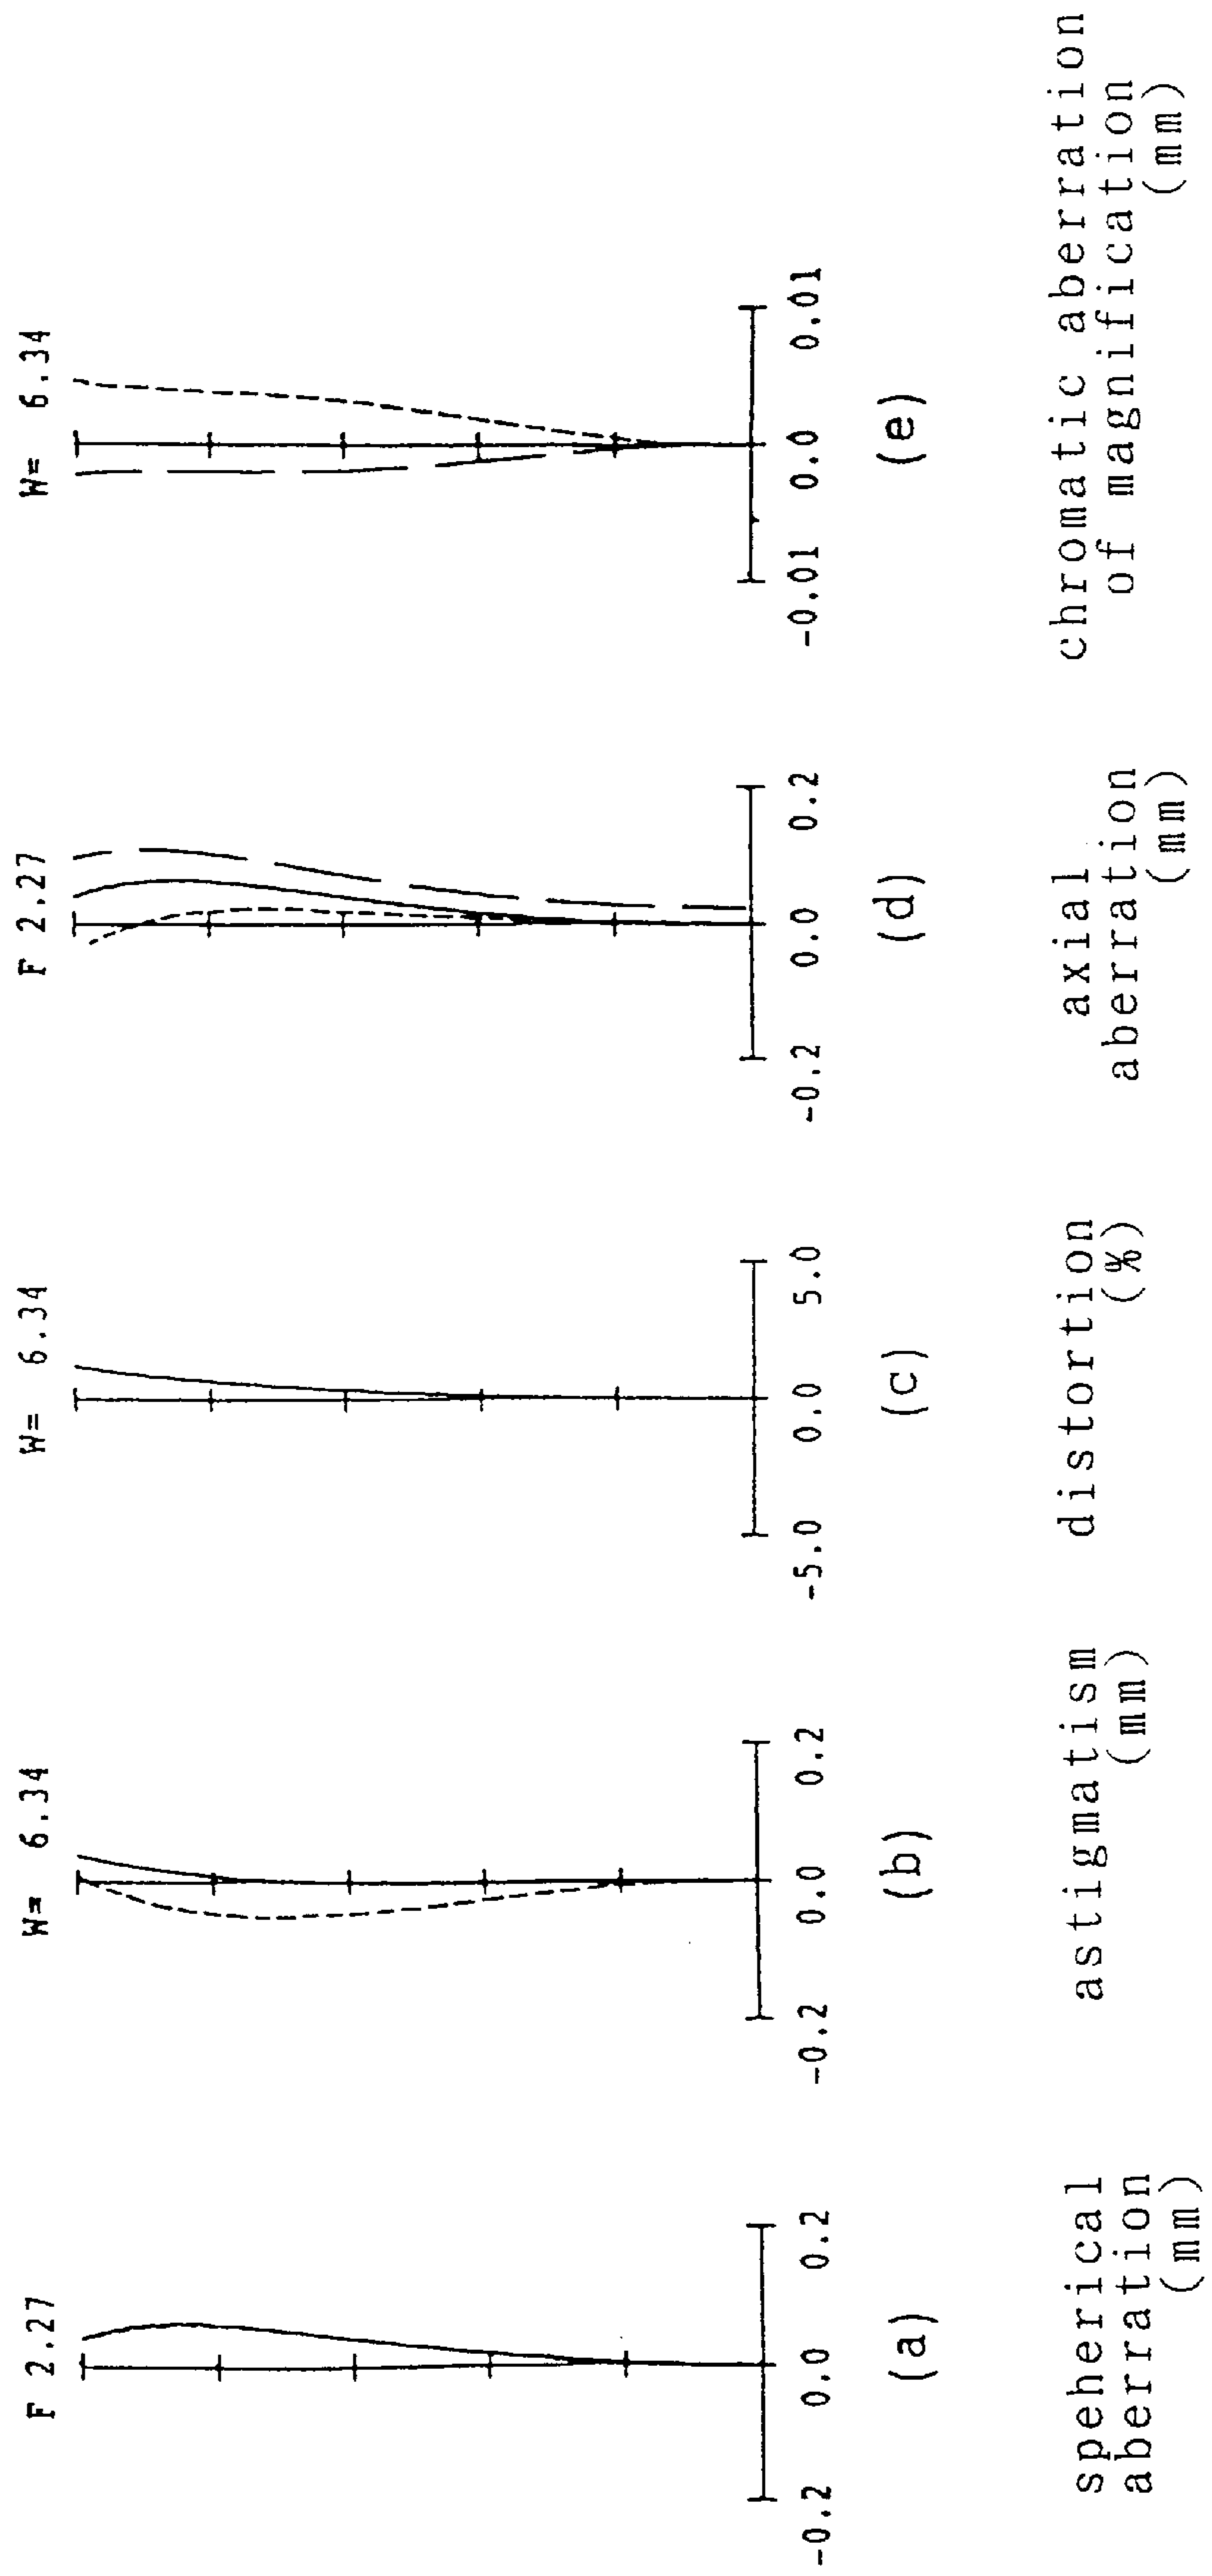 F 2.27
-0.2 0.0 0.2
(a)
speherical
aberration
(mm)
W= 6.34
-0.2 0.0 0.2
(b)
astigmatism
(mm)
W= 6.34
-5.0 0.0 5.0
(c)
distortion
(%)
F 2.27
-0.2 0.0 0.2
(d)
axial
aberration
(mm)
W= 6.34
-0.01 0.0 0.01
(e)
chromatic aberration
of magnification
(mm)